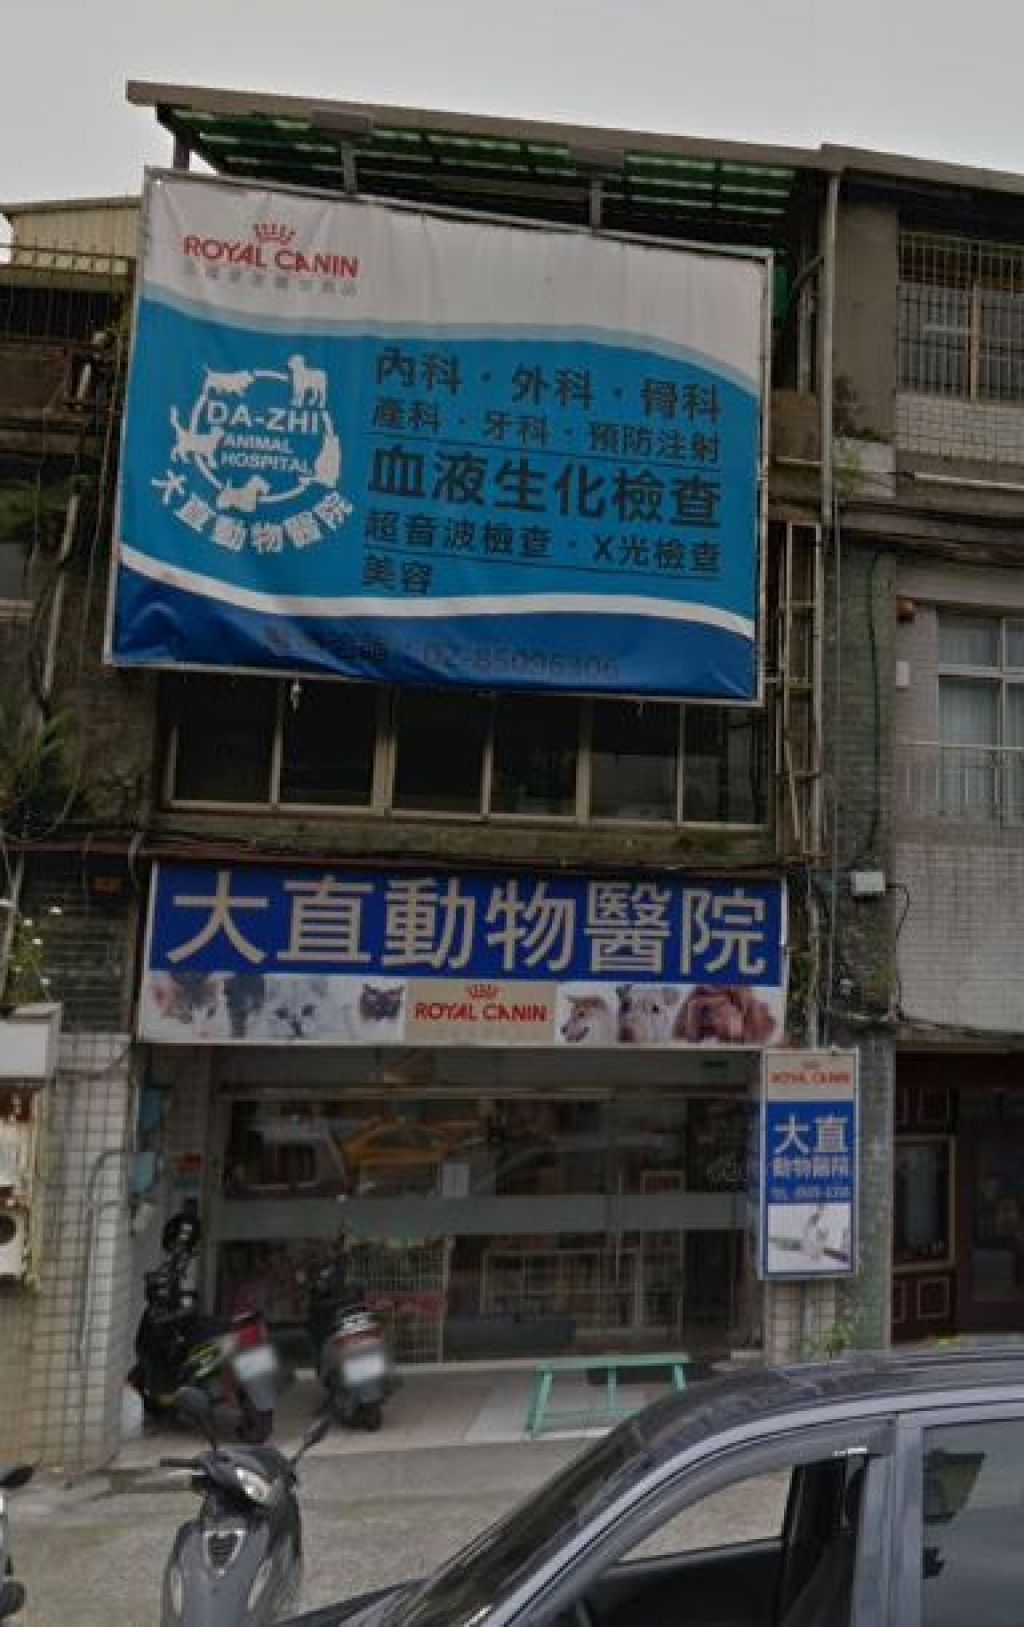 ROYAL CANIN
DA-ZHI
ANIMAL
HOSPITAL
大直動物醫院
內科·外科·骨科
產科·牙科·預防注射
血液生化檢查
超音波檢查·X光檢查
美容
大直動物醫院
ROYAL CANIN
ROYAL CANIN
大直
動物醫院